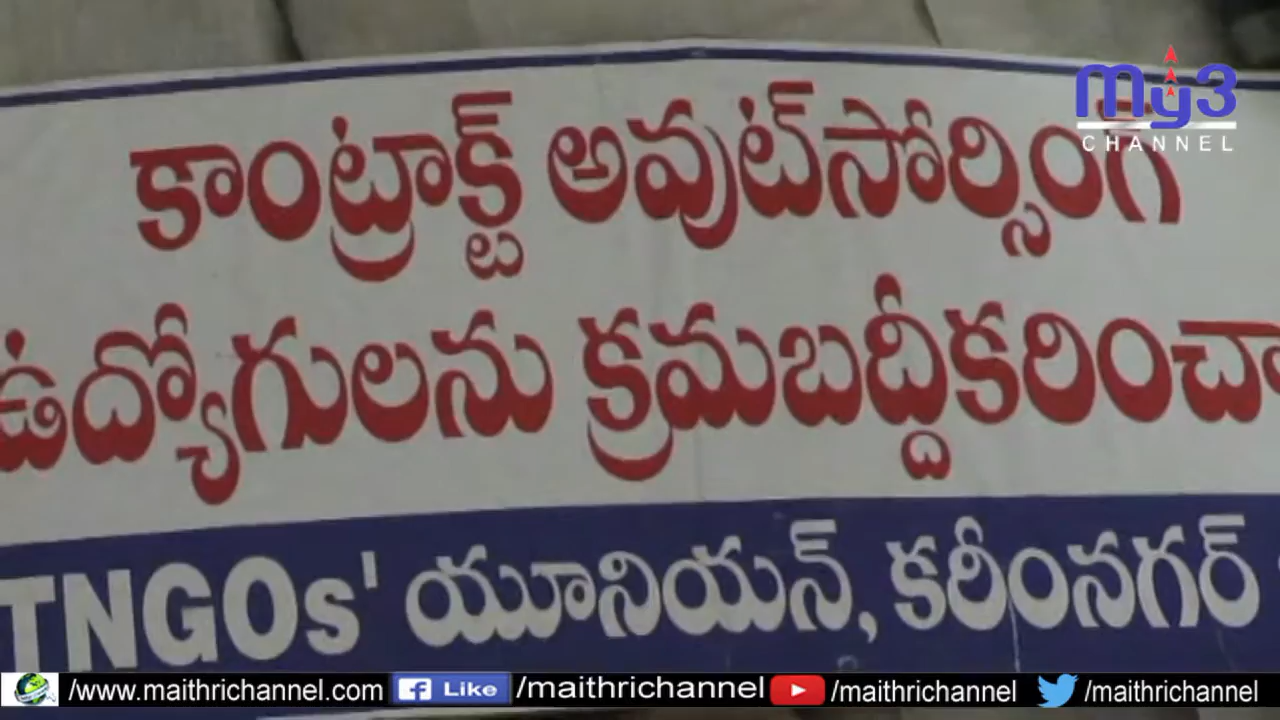 My3
CHANNEL
కాంట్రాక్ట్ అవుట్‌సోర్సింగ్
ఉద్యోగులను క్రమబద్దీకరించా
TNGOs' యూనియన్, కరీంనగర్
/www.maithrichannel.com f Like /maithrichannel /maithrichannel /maithrichannel